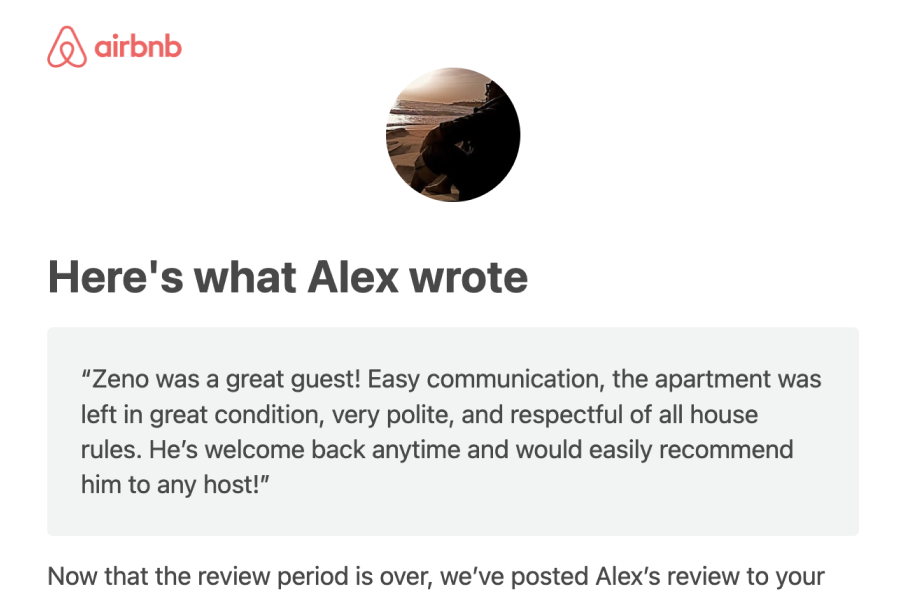 airbnb
Here's what Alex wrote
“Zeno was a great guest! Easy communication, the apartment was
left in great condition, very polite, and respectful of all house
rules. He’s welcome back anytime and would easily recommend
him to any host!”
Now that the review period is over, we’ve posted Alex’s review to your